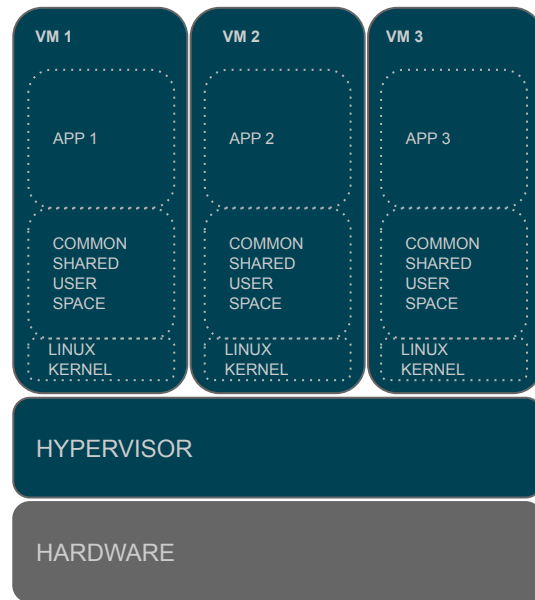 VM 1
APP 1
COMMON
SHARED
USER
SPACE
LINUX
KERNEL
VM 2
APP 2
COMMON
SHARED
USER
SPACE
LINUX
KERNEL
VM 3
APP 3
COMMON
SHARED
USER
SPACE
LINUX
KERNEL
HYPERVISOR
HARDWARE